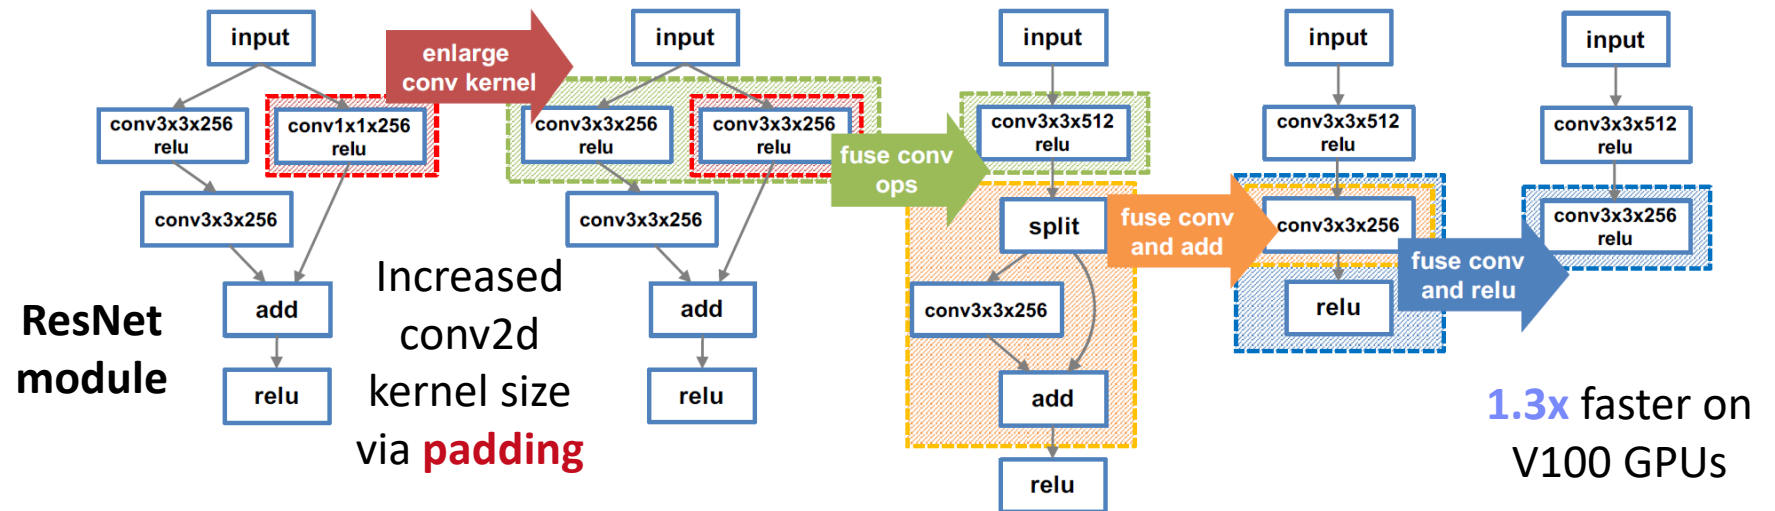 ResNet
module
input
conv3x3x256
relu
conv1x1x256
relu
conv3x3x256
add
relu
enlarge
conv kernel
Increased
conv2d
kernel size
via padding
input
conv3x3x256
relu
conv3x3x256
relu
conv3x3x256
add
relu
fuse conv
ops
input
conv3x3x512
relu
split
conv3x3x256
add
relu
fuse conv
and add
input
conv3x3x512
relu
conv3x3x256
relu
fuse conv
and relu
input
conv3x3x512
relu
conv3x3x256
relu
1.3x faster on
V100 GPUs